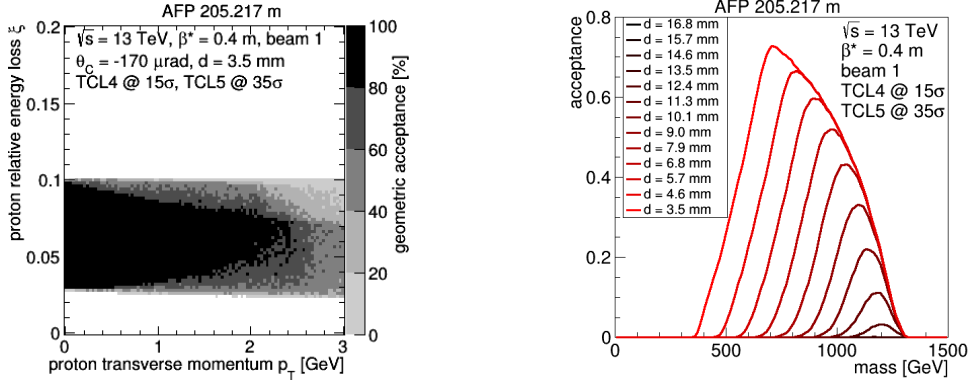 AFP 205.217 m
proton relative energy loss ξ
0.2
0.15
0.1
0.05
0
√s = 13 TeV, β* = 0.4 m, beam 1
θC = -170 μrad, d = 3.5 mm
TCL4 @ 15σ, TCL5 @ 35σ
0 1 2 3
proton transverse momentum pT [GeV]
100
80
60
40
20
0
geometric acceptance [%]
AFP 205.217 m
acceptance
0.8
0.6
0.4
0.2
0
d = 16.8 mm
d = 15.7 mm
d = 14.6 mm
d = 13.5 mm
d = 12.4 mm
d = 11.3 mm
d = 10.1 mm
d = 9.0 mm
d = 7.9 mm
d = 6.8 mm
d = 5.7 mm
d = 4.6 mm
d = 3.5 mm
√s = 13 TeV
β* = 0.4 m
beam 1
TCL4 @ 15σ
TCL5 @ 35σ
0 500 1000 1500
mass [GeV]